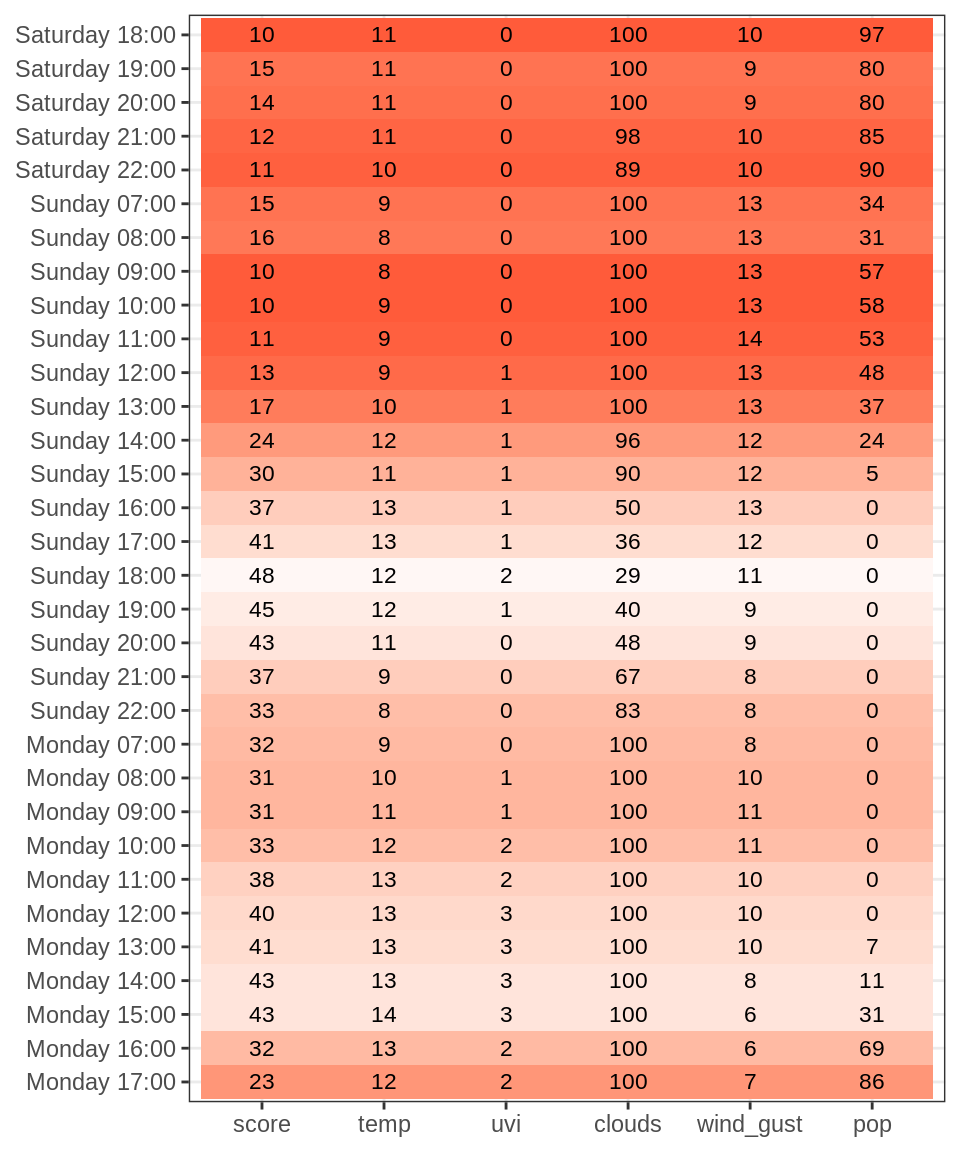 Saturday 18:00 10 11 0 100 10 97
Saturday 19:00 15 11 0 100 9 80
Saturday 20:00 14 11 0 100 9 80
Saturday 21:00 12 11 0 98 10 85
Saturday 22:00 11 10 0 89 10 90
Sunday 07:00 15 9 0 100 13 34
Sunday 08:00 16 8 0 100 13 31
Sunday 09:00 10 8 0 100 13 57
Sunday 10:00 10 9 0 100 13 58
Sunday 11:00 11 9 0 100 14 53
Sunday 12:00 13 9 1 100 13 48
Sunday 13:00 17 10 1 100 13 37
Sunday 14:00 24 12 1 96 12 24
Sunday 15:00 30 11 1 90 12 5
Sunday 16:00 37 13 1 50 13 0
Sunday 17:00 41 13 1 36 12 0
Sunday 18:00 48 12 2 29 11 0
Sunday 19:00 45 12 1 40 9 0
Sunday 20:00 43 11 0 48 9 0
Sunday 21:00 37 9 0 67 8 0
Sunday 22:00 33 8 0 83 8 0
Monday 07:00 32 9 0 100 8 0
Monday 08:00 31 10 1 100 10 0
Monday 09:00 31 11 1 100 11 0
Monday 10:00 33 12 2 100 11 0
Monday 11:00 38 13 2 100 10 0
Monday 12:00 40 13 3 100 10 0
Monday 13:00 41 13 3 100 10 7
Monday 14:00 43 13 3 100 8 11
Monday 15:00 43 14 3 100 6 31
Monday 16:00 32 13 2 100 6 69
Monday 17:00 23 12 2 100 7 86
score temp uvi clouds wind_gust pop